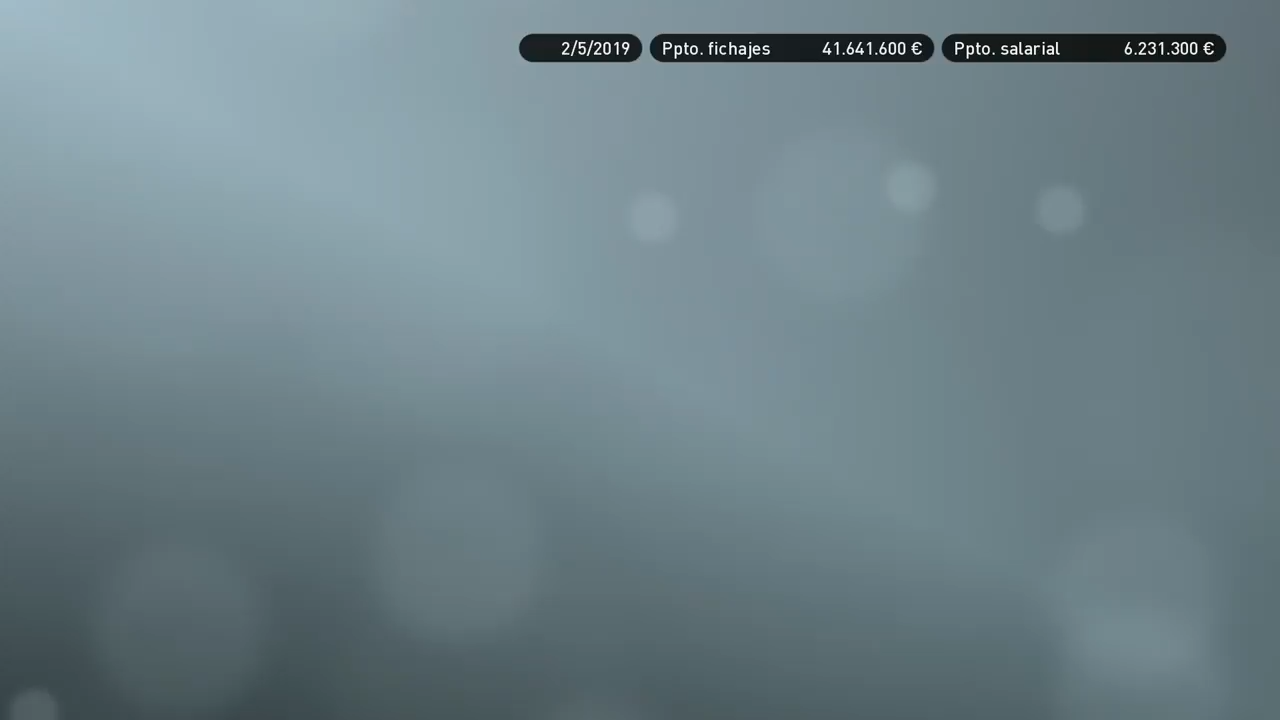 2/5/2019 Ppto. fichajes 41.641.600 € Ppto. salarial 6.231.300 €